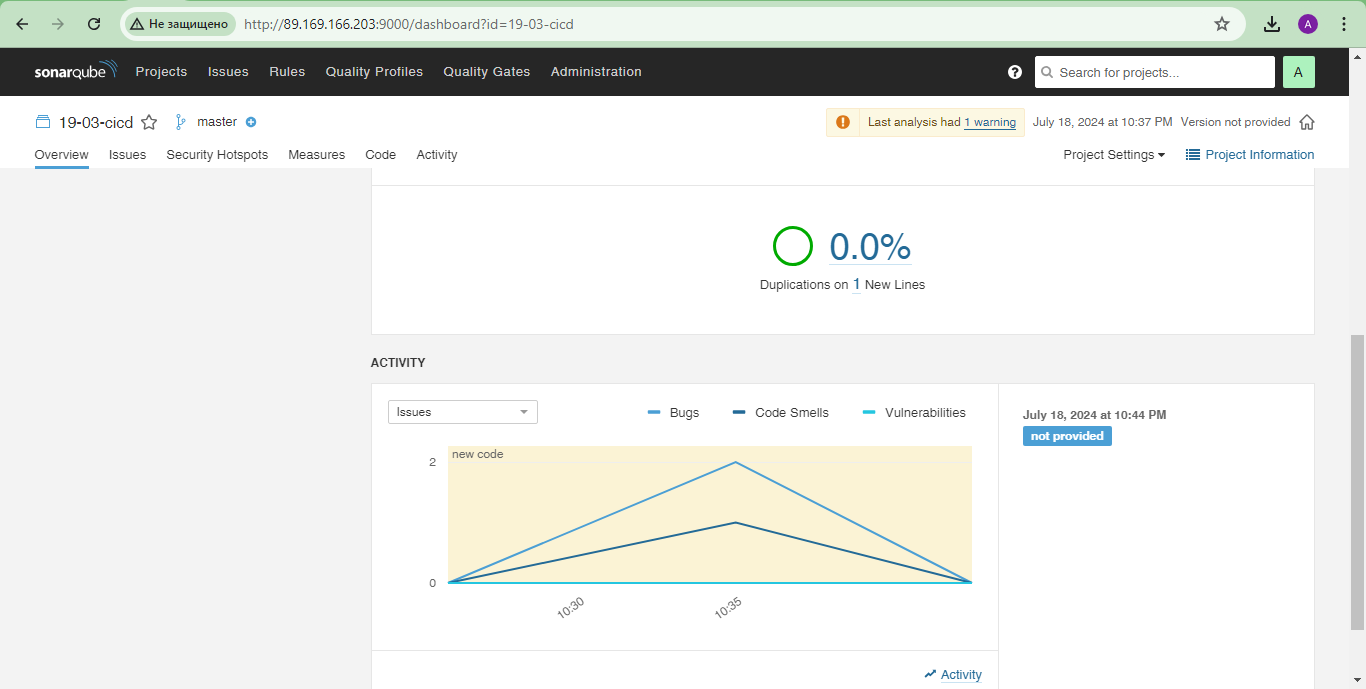 Не защищено http://89.169.166.203:9000/dashboard?id=19-03-cicd A
sonarqube Projects Issues Rules Quality Profiles Quality Gates Administration ? Search for projects... A
19-03-cicd master Last analysis had 1 warning July 18, 2024 at 10:37 PM Version not provided
Overview Issues Security Hotspots Measures Code Activity Project Settings Project Information
0.0%
Duplications on 1 New Lines
ACTIVITY
Issues Bugs Code Smells Vulnerabilities
July 18, 2024 at 10:44 PM
not provided
new code
2
0
10:30 10:35
Activity